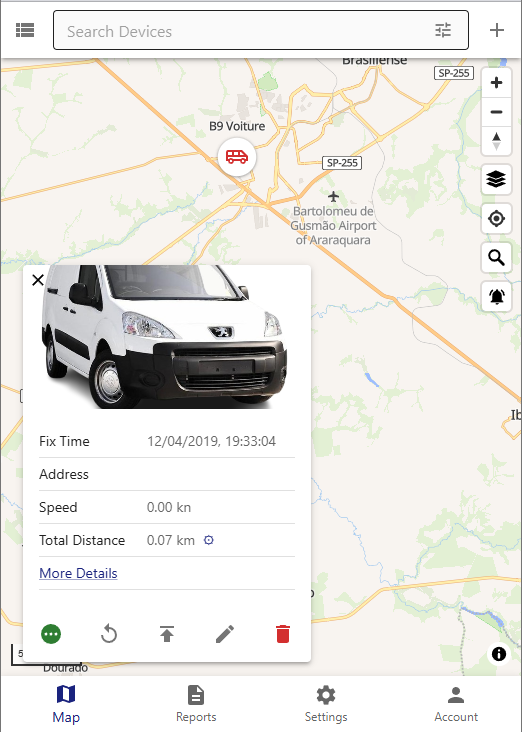 Search Devices
Brasiliense
SP-255
B9 Voiture
SP-255
Bartolomeu de
Gusmão Airport
of Araraquara
Fix Time 12/04/2019, 19:33:04
Address
Speed 0.00 kn
Total Distance 0.07 km
More Details
5
Dourado
Map Reports Settings Account